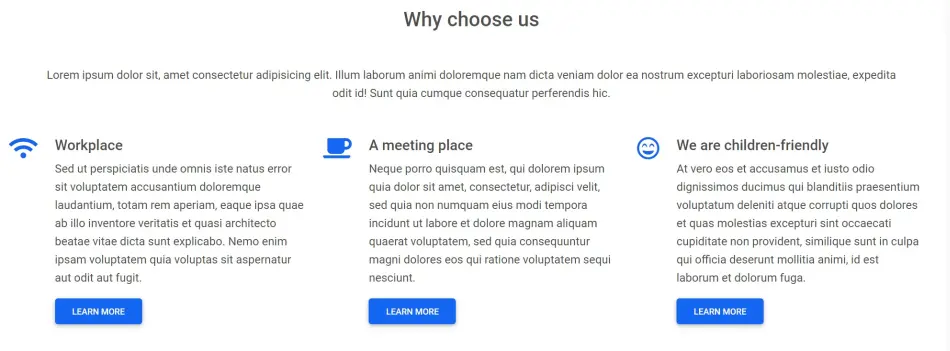 Why choose us
Lorem ipsum dolor sit, amet consectetur adipisicing elit. Illum laborum animi doloremque nam dicta veniam dolor ea nostrum excepturi laboriosam molestiae, expedita
odit id! Sunt quia cumque consequatur perferendis hic.
Workplace
Sed ut perspiciatis unde omnis iste natus error
sit voluptatem accusantium doloremque
laudantium, totam rem aperiam, eaque ipsa quae
ab illo inventore veritatis et quasi architecto
beatae vitae dicta sunt explicabo. Nemo enim
ipsam voluptatem quia voluptas sit aspernatur
aut odit aut fugit.
LEARN MORE
A meeting place
Neque porro quisquam est, qui dolorem ipsum
quia dolor sit amet, consectetur, adipisci velit,
sed quia non numquam eius modi tempora
incidunt ut labore et dolore magnam aliquam
quaerat voluptatem, sed quia consequuntur
magni dolores eos qui ratione voluptatem sequi
nesciunt.
LEARN MORE
We are children-friendly
At vero eos et accusamus et iusto odio
dignissimos ducimus qui blanditiis praesentium
voluptatum deleniti atque corrupti quos dolores
et quas molestias excepturi sint occaecati
cupiditate non provident, similique sunt in culpa
qui officia deserunt mollitia animi, id est
laborum et dolorum fuga.
LEARN MORE